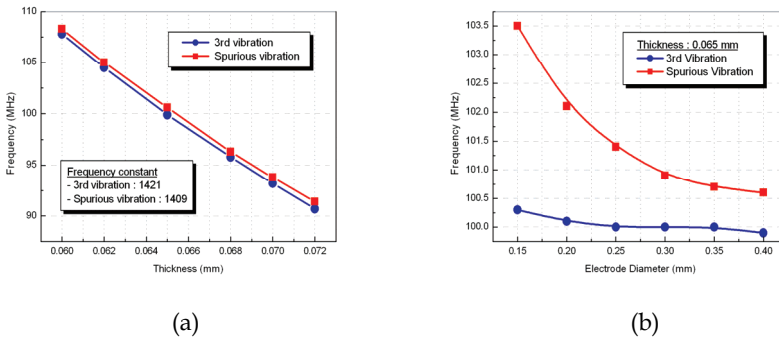 3rd vibration
Spurious vibration
Frequency (MHz)
110
105
100
95
90
Frequency constant
- 3rd vibration : 1421
- Spurious vibration : 1409
0.060 0.062 0.064 0.066 0.068 0.070 0.072
Thickness (mm)
(a)
Thickness : 0.065 mm
3rd Vibration
Spurious Vibration
Frequency (MHz)
103.5
103.0
102.5
102.0
101.5
101.0
100.5
100.0
0.15 0.20 0.25 0.30 0.35 0.40
Electrode Diameter (mm)
(b)